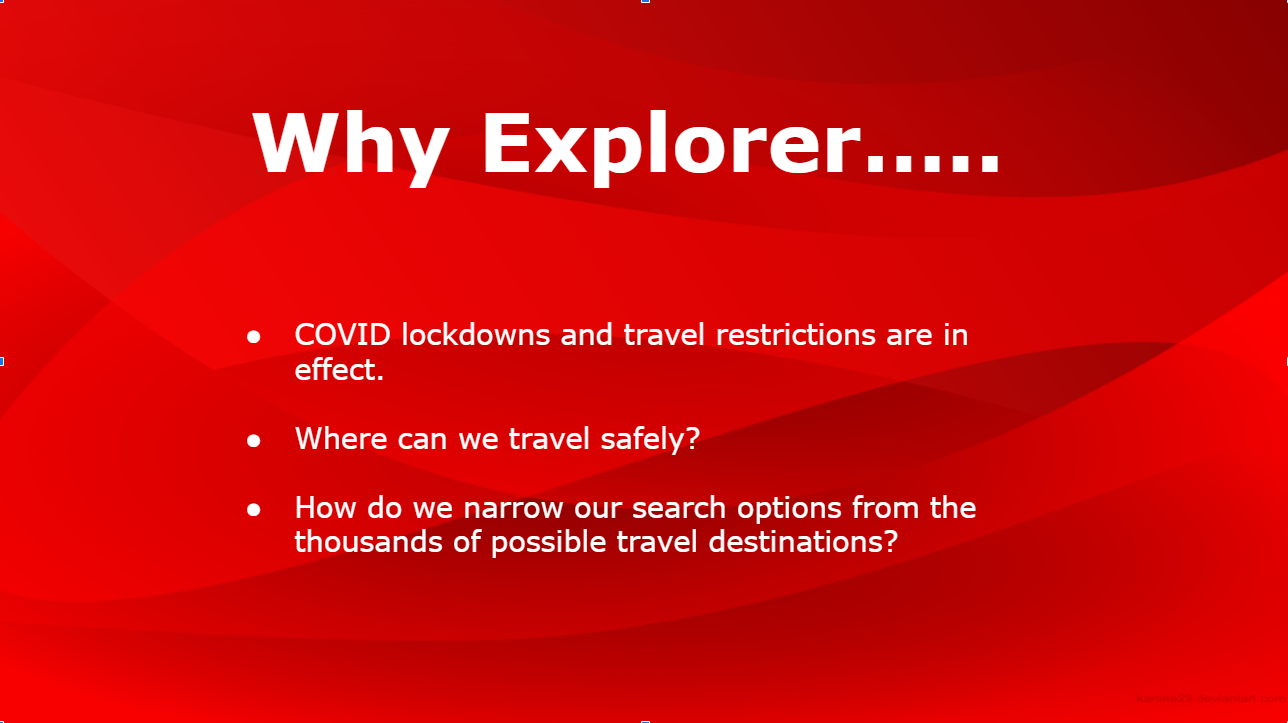 Why Explorer.....
● COVID lockdowns and travel restrictions are in
effect.
● Where can we travel safely?
● How do we narrow our search options from the
thousands of possible travel destinations?